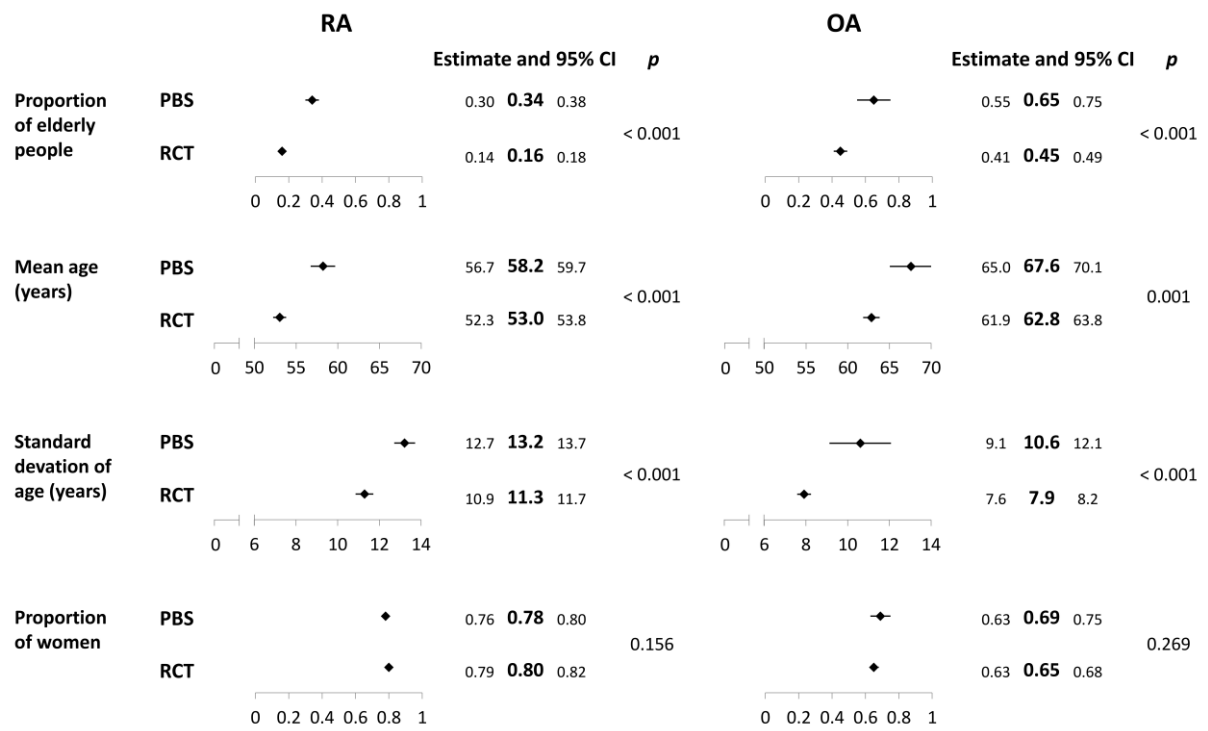 RA OA
Estimate and 95% CI p Estimate and 95% CI p
Proportion of elderly people
PBS 0.30 0.34 0.38 0.55 0.65 0.75
< 0.001 < 0.001
RCT 0.14 0.16 0.18 0.41 0.45 0.49
0 0.2 0.4 0.6 0.8 1 0 0.2 0.4 0.6 0.8 1
Mean age (years)
PBS 56.7 58.2 59.7 65.0 67.6 70.1
< 0.001 0.001
RCT 52.3 53.0 53.8 61.9 62.8 63.8
0 50 55 60 65 70 0 50 55 60 65 70
Standard devation of age (years)
PBS 12.7 13.2 13.7 9.1 10.6 12.1
< 0.001 < 0.001
RCT 10.9 11.3 11.7 7.6 7.9 8.2
0 6 8 10 12 14 0 6 8 10 12 14
Proportion of women
PBS 0.76 0.78 0.80 0.63 0.69 0.75
0.156 0.269
RCT 0.79 0.80 0.82 0.63 0.65 0.68
0 0.2 0.4 0.6 0.8 1 0 0.2 0.4 0.6 0.8 1